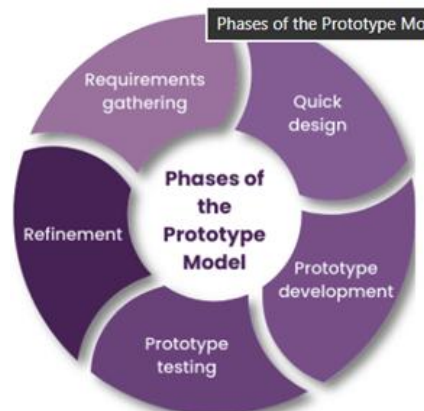 Phases of the Prototype Mo
Requirements
gathering
Quick
design
Prototype
development
Prototype
testing
Refinement
Phases of
the
Prototype
Model